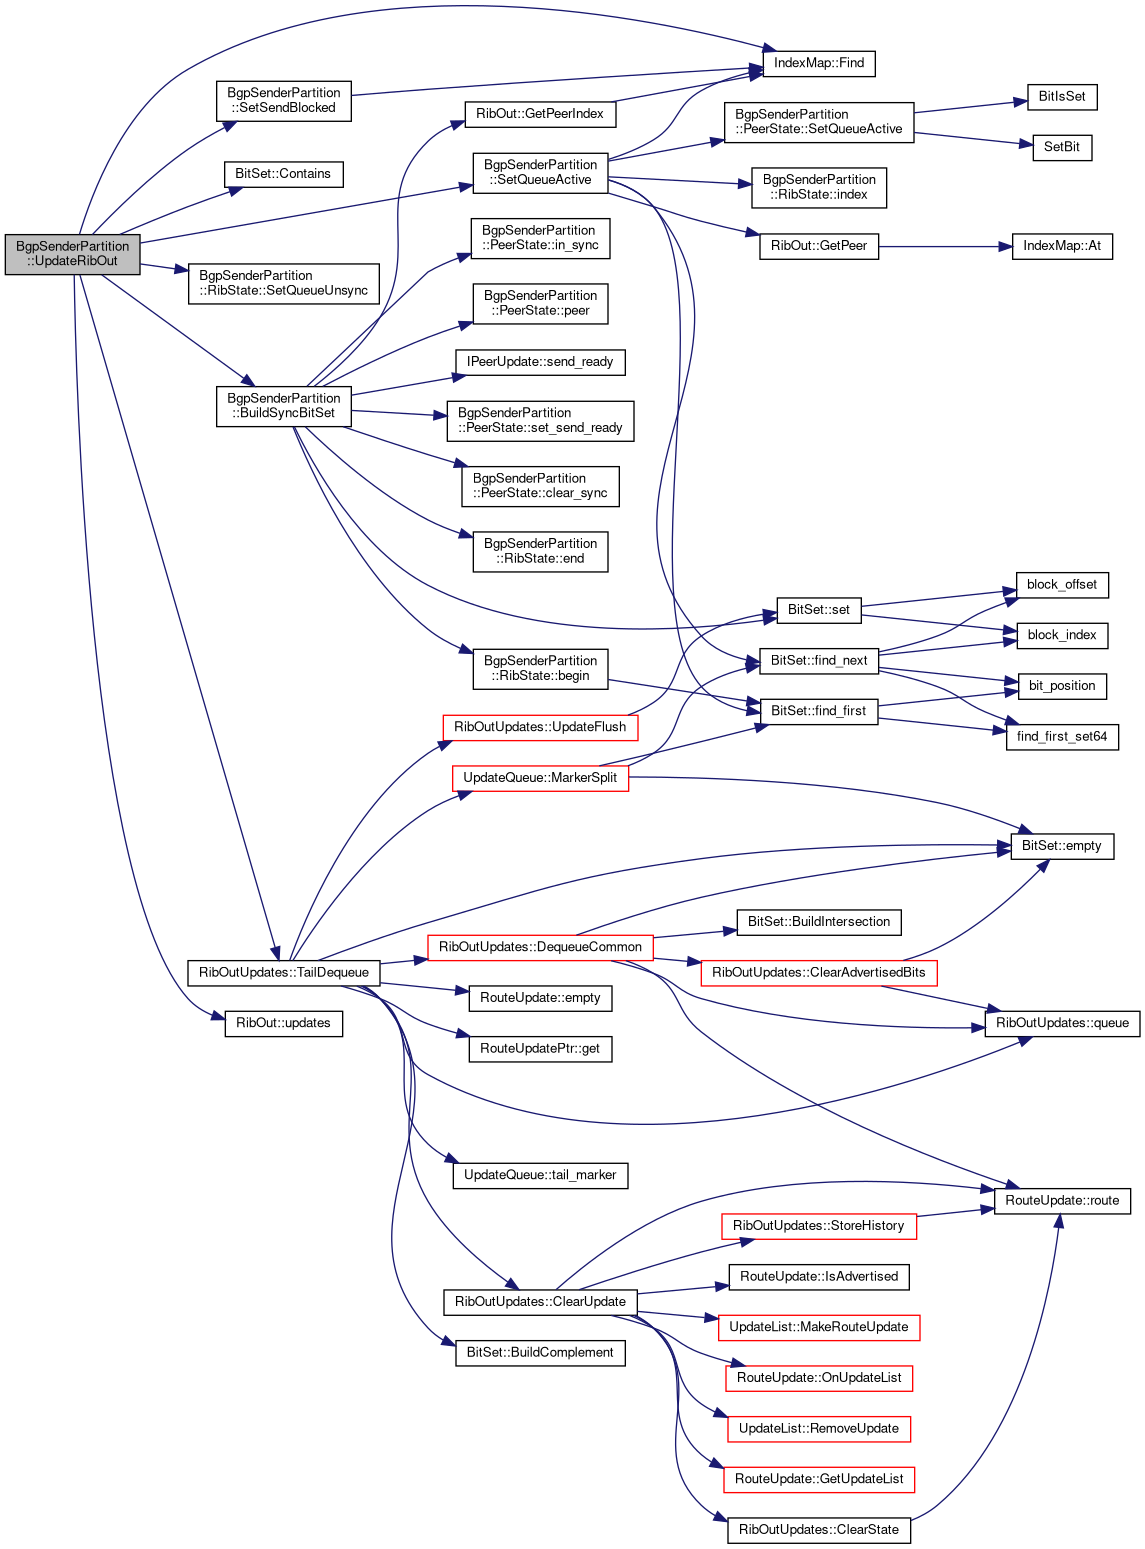 BgpSenderPartition
::UpdateRibOut
IndexMap::Find
BgpSenderPartition
::SetSendBlocked
BitSet::Contains
BgpSenderPartition
::RibState::SetQueueUnsync
BgpSenderPartition
::BuildSyncBitSet
RibOutUpdates::TailDequeue
RibOut::updates
RibOut::GetPeerIndex
BgpSenderPartition
::SetQueueActive
BgpSenderPartition
::PeerState::in_sync
BgpSenderPartition
::PeerState::peer
IPeerUpdate::send_ready
BgpSenderPartition
::PeerState::set_send_ready
BgpSenderPartition
::PeerState::clear_sync
BgpSenderPartition
::RibState::end
BgpSenderPartition
::RibState::begin
RibOutUpdates::UpdateFlush
UpdateQueue::MarkerSplit
RibOutUpdates::DequeueCommon
RouteUpdate::empty
RouteUpdatePtr::get
UpdateQueue::tail_marker
RibOutUpdates::ClearUpdate
BitSet::BuildComplement
BgpSenderPartition
::PeerState::SetQueueActive
BgpSenderPartition
::RibState::index
RibOut::GetPeer
BitSet::set
BitSet::find_next
BitSet::find_first
BitSet::BuildIntersection
RibOutUpdates::ClearAdvertisedBits
RibOutUpdates::StoreHistory
RouteUpdate::IsAdvertised
UpdateList::MakeRouteUpdate
RouteUpdate::OnUpdateList
UpdateList::RemoveUpdate
RouteUpdate::GetUpdateList
RibOutUpdates::ClearState
BitIsSet
SetBit
IndexMap::At
block_offset
block_index
bit_position
find_first_set64
BitSet::empty
RibOutUpdates::queue
RouteUpdate::route